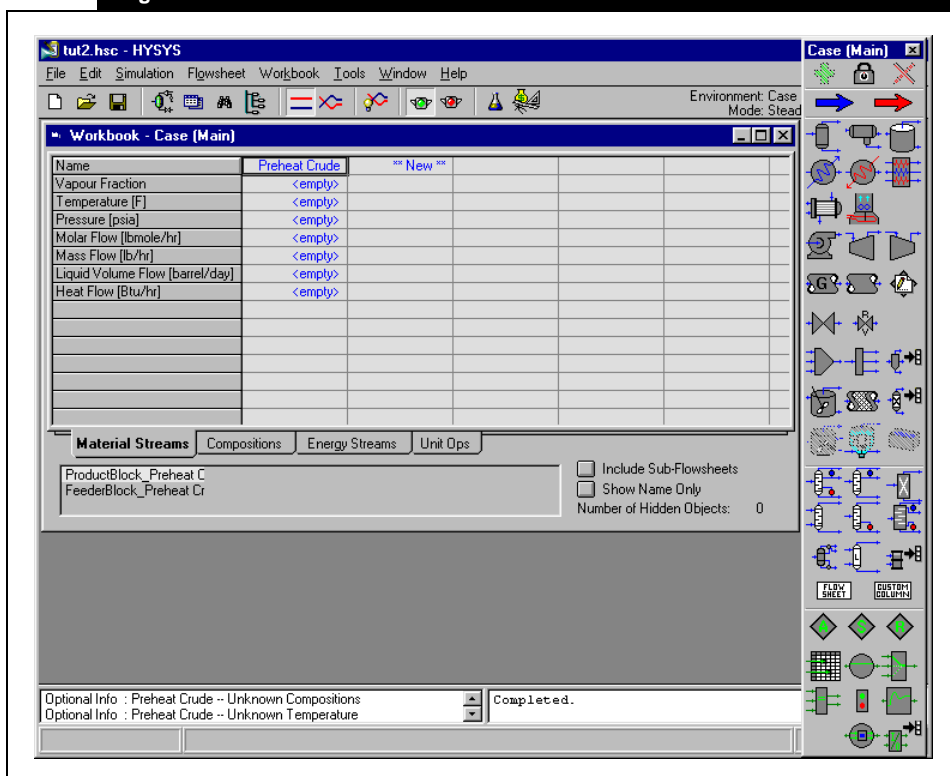 tut2.hsc - HYSYS
Case (Main)
File Edit Simulation Flowsheet Workbook Tools Window Help
Environment: Case
Mode: Stead
Workbook - Case (Main)
Name Preheat Crude ** New **
Vapour Fraction <empty>
Temperature [F] <empty>
Pressure [psia] <empty>
Molar Flow [lbmole/hr] <empty>
Mass Flow [lb/hr] <empty>
Liquid Volume Flow [barrel/day] <empty>
Heat Flow [Btu/hr] <empty>
Material Streams Compositions Energy Streams Unit Ops
ProductBlock_Preheat C
FeederBlock_Preheat Cr
Include Sub-Flowsheets
Show Name Only
Number of Hidden Objects: 0
FLOW SHEET
CUSTOM COLUMN
G
R
L
A S R
Optional Info : Preheat Crude -- Unknown Compositions
Optional Info : Preheat Crude -- Unknown Temperature
Completed.